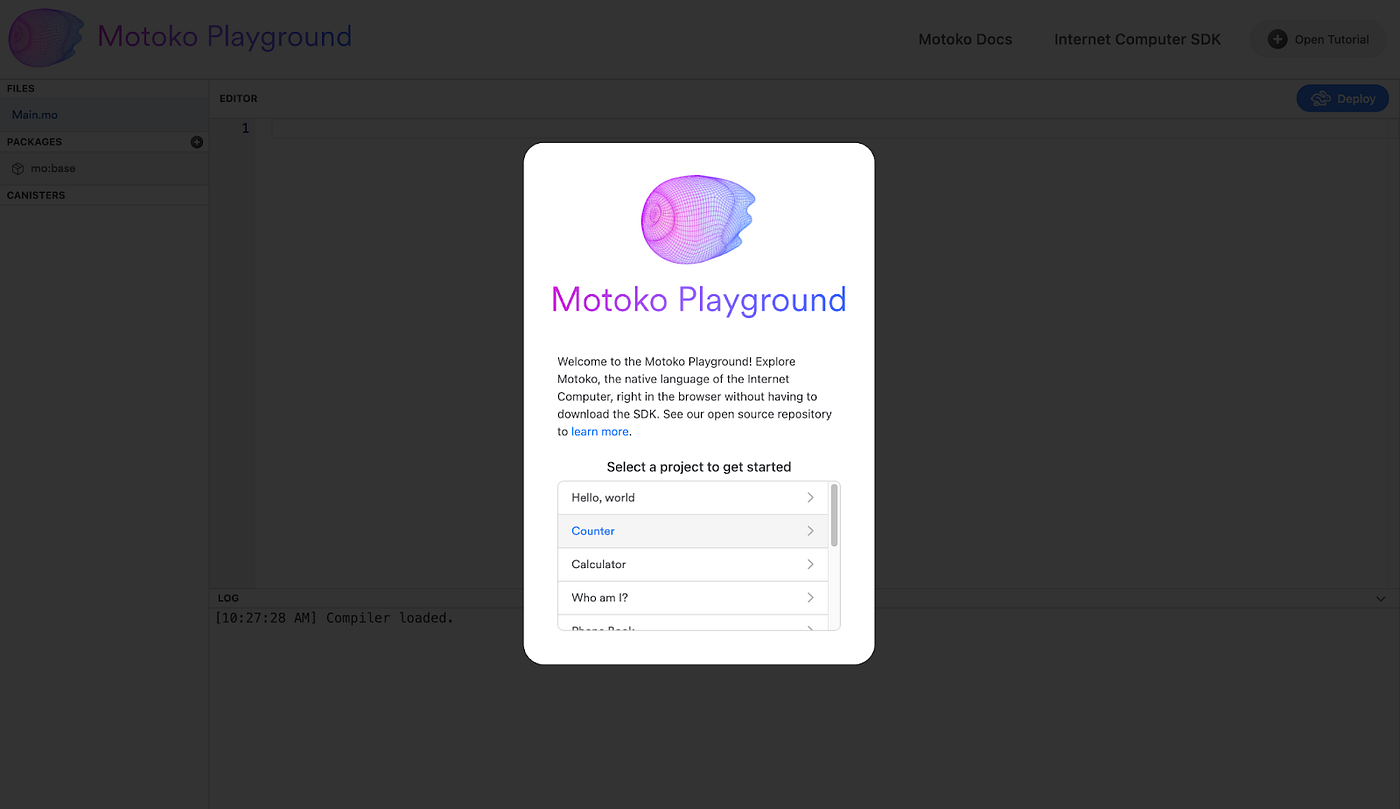 Motoko Playground
Motoko Docs
Internet Computer SDK
Open Tutorial
FILES
Main.mo
PACKAGES
mo:base
CANISTERS
EDITOR
Deploy
1
Motoko Playground
Welcome to the Motoko Playground! Explore
Motoko, the native language of the Internet
Computer, right in the browser without having to
download the SDK. See our open source repository
to learn more.
Select a project to get started
Hello, world
Counter
Calculator
Who am I?
Phone Book
LOG
[10:27:28 AM] Compiler loaded.